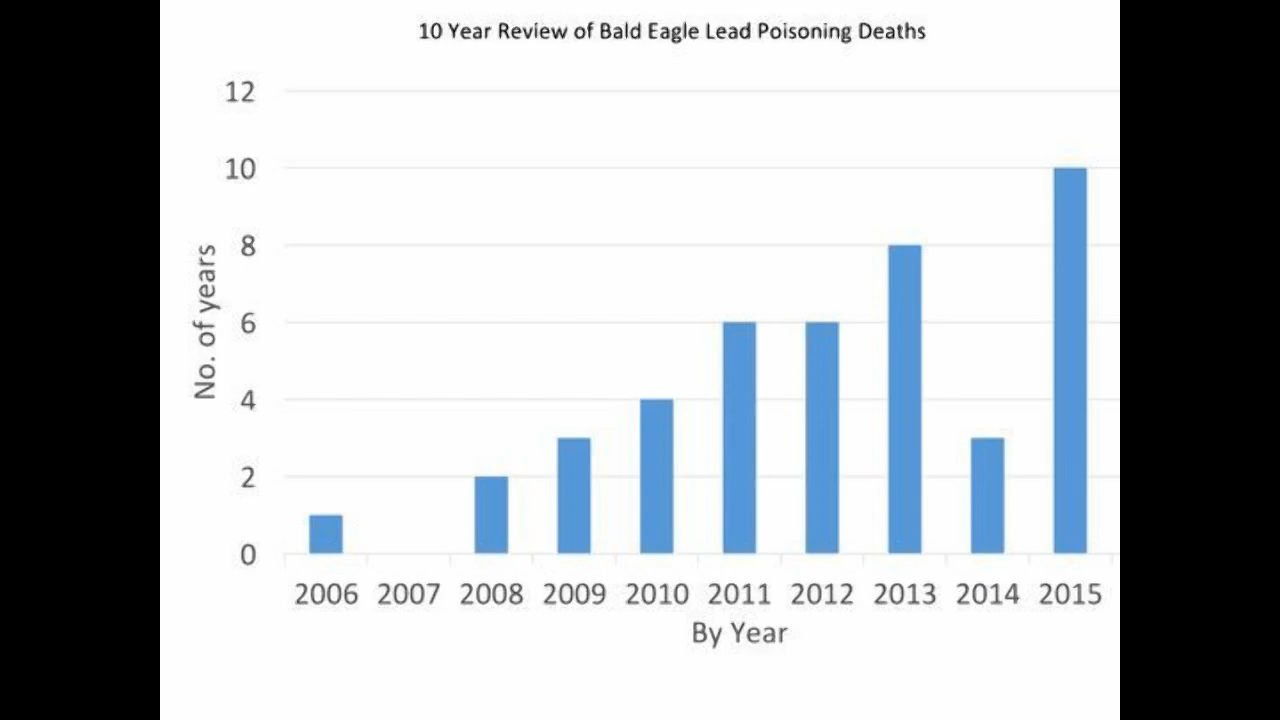 10 Year Review of Bald Eagle Lead Poisoning Deaths
12
10
8
6
4
2
0
No. of years
2006 2007 2008 2009 2010 2011 2012 2013 2014 2015
By Year